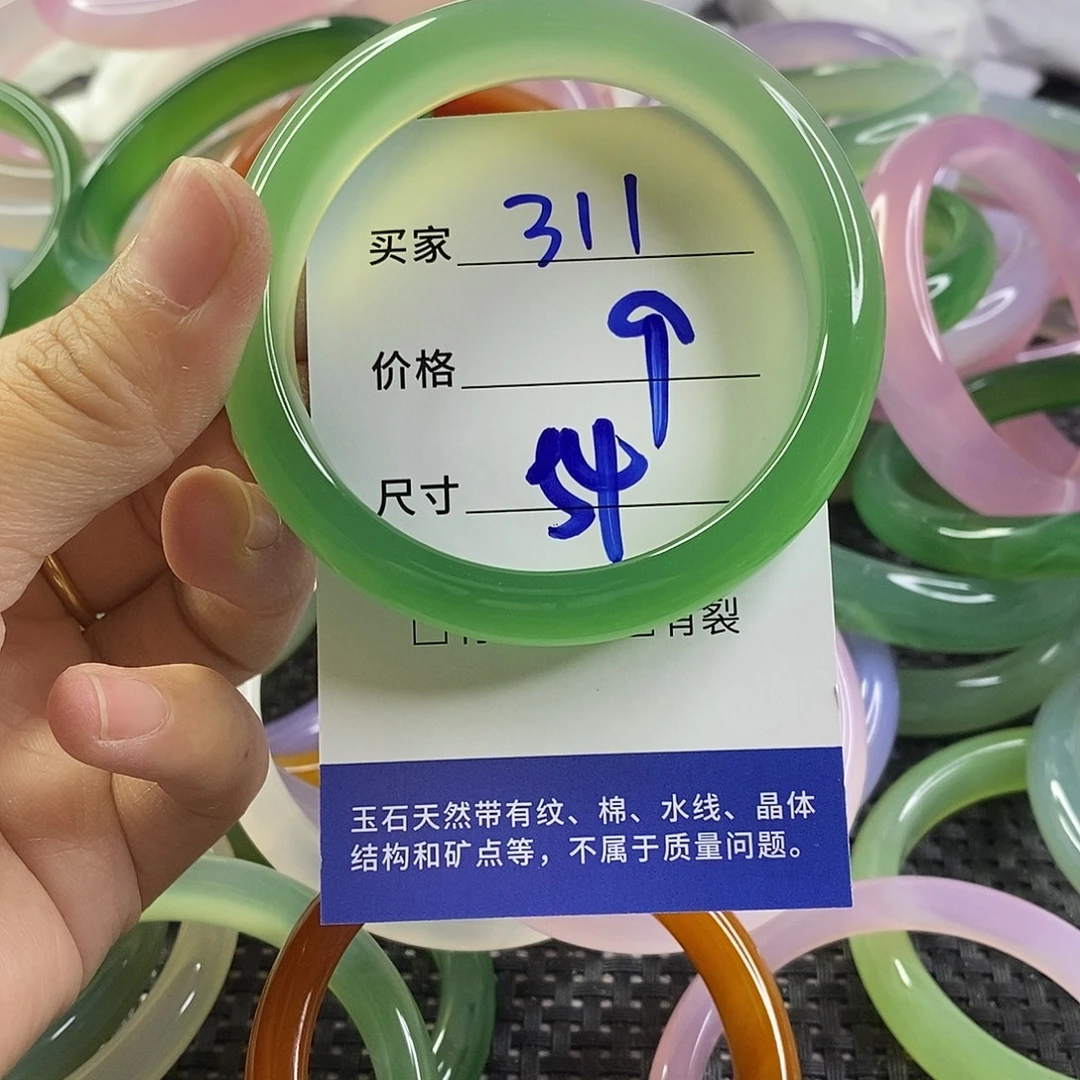 买家 311
价格 ↑
尺寸 54
有裂
玉石天然带有纹、棉、水线、晶体
结构和矿点等，不属于质量问题。